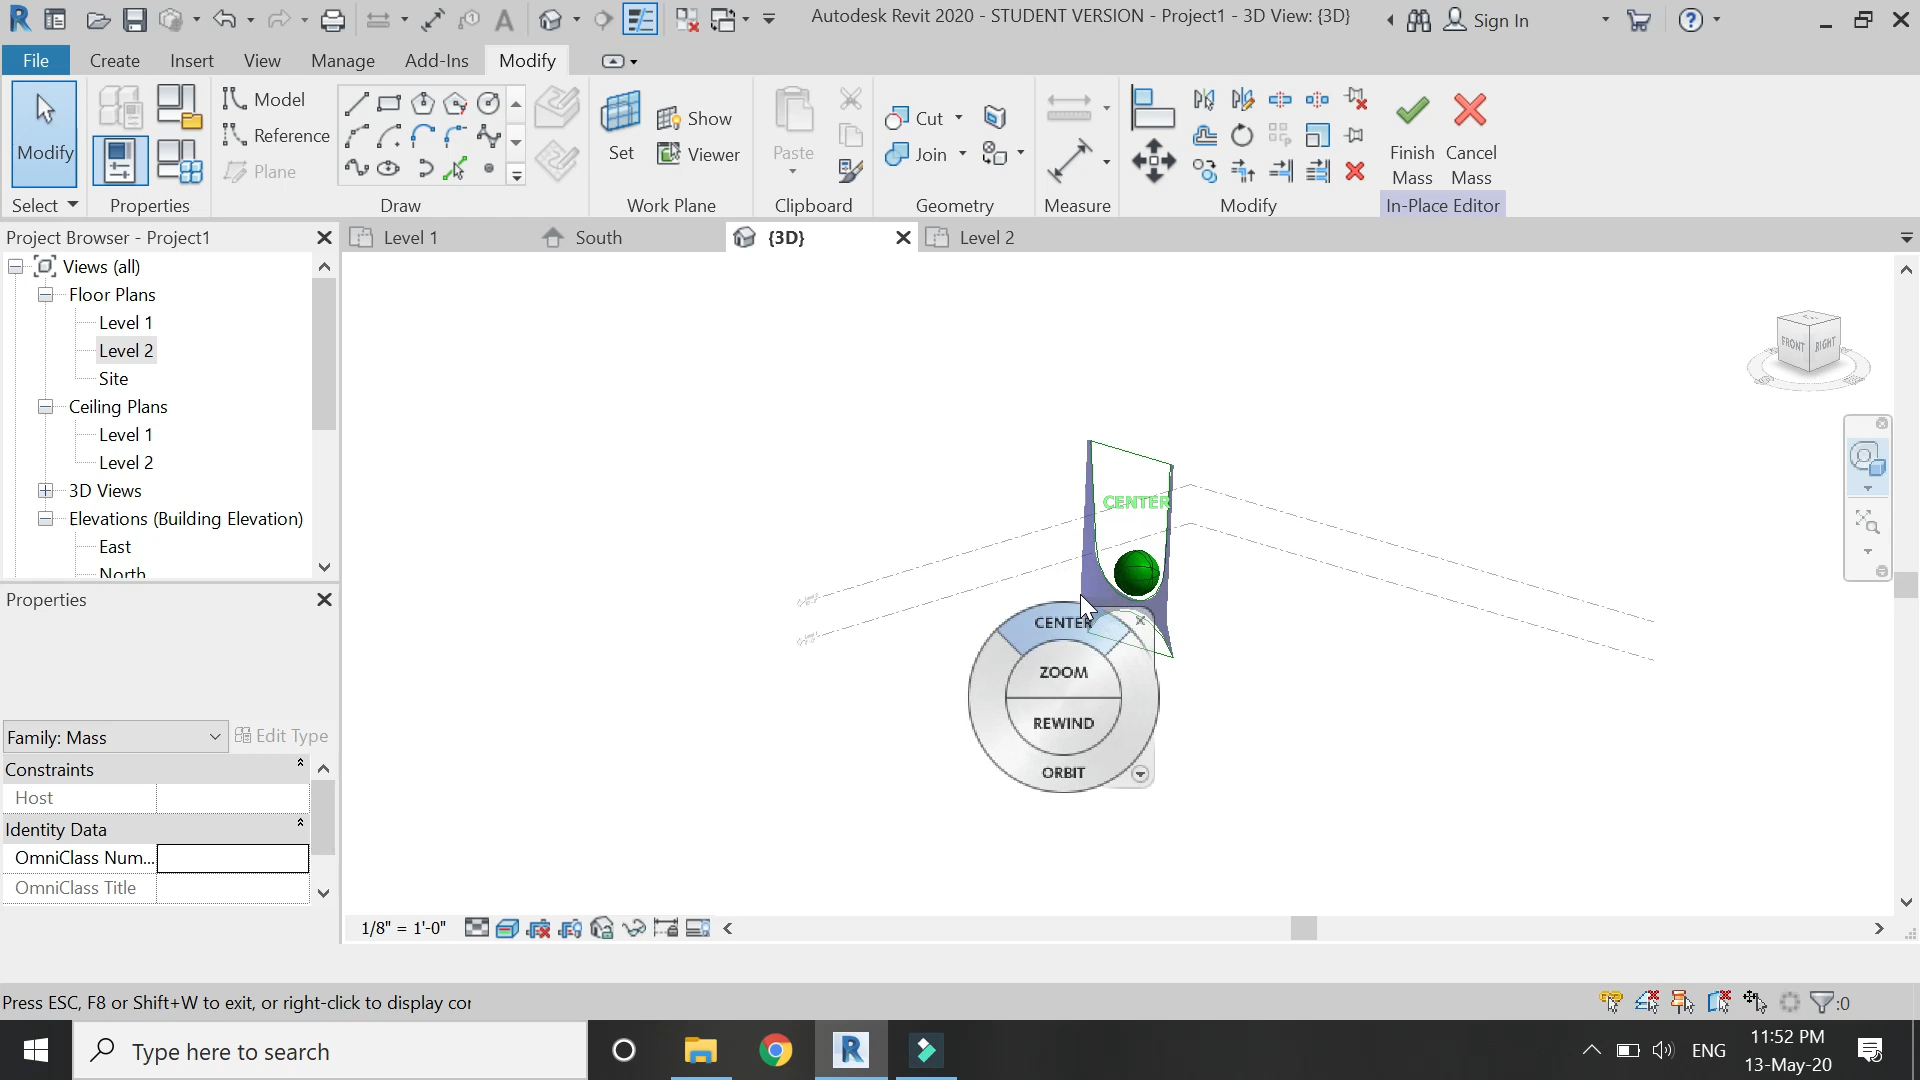 Autodesk Revit 2020 - STUDENT VERSION - Project1 - 3D View: {3D}
Sign In
File
Create
Insert
View
Manage
Add-Ins
Modify
Modify
Model
Reference
Plane
Set
Show
Viewer
Paste
Cut
Join
Finish Mass
Cancel Mass
Select
Properties
Draw
Work Plane
Clipboard
Geometry
Measure
Modify
In-Place Editor
Project Browser - Project1
Level 1
South
{3D}
Level 2
Views (all)
Floor Plans
Level 1
Level 2
Site
Ceiling Plans
Level 1
Level 2
3D Views
Elevations (Building Elevation)
East
North
FRONT
RIGHT
CENTER
CENTER
ZOOM
REWIND
ORBIT
Properties
Family: Mass
Edit Type
Constraints
Host
Identity Data
OmniClass Num...
OmniClass Title
1/8" = 1'-0"
Press ESC, F8 or Shift+W to exit, or right-click to display cor
:0
Type here to search
ENG
11:52 PM
13-May-20